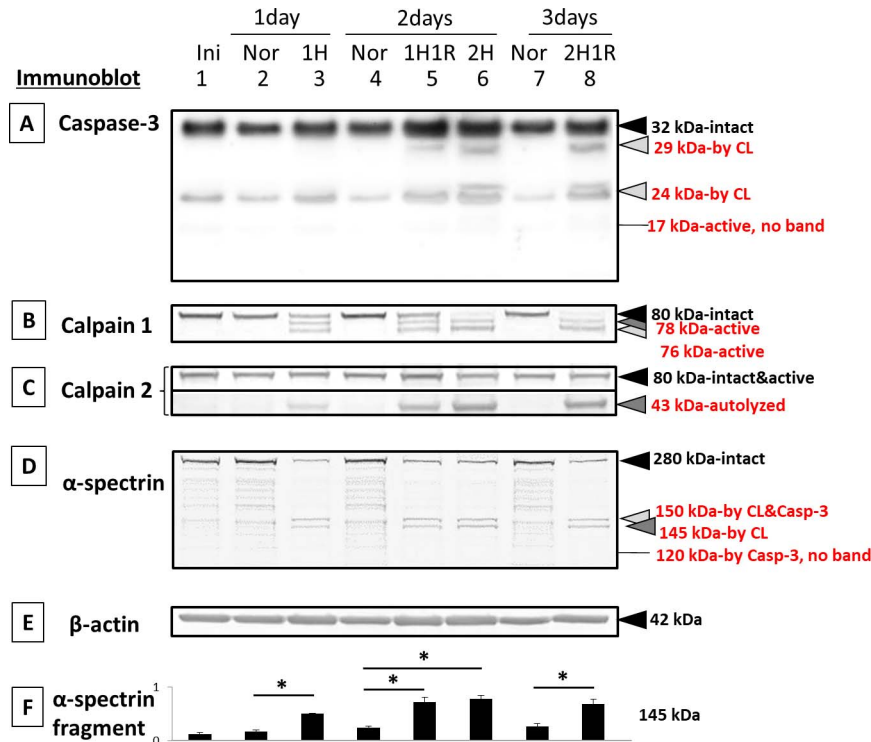 1day 2days 3days
Ini Nor 1H Nor 1H1R 2H Nor 2H1R
Immunoblot 1 2 3 4 5 6 7 8
A Caspase-3 32 kDa-intact
29 kDa-by CL
24 kDa-by CL
17 kDa-active, no band
B Calpain 1 80 kDa-intact
78 kDa-active
76 kDa-active
C Calpain 2 80 kDa-intact&active
43 kDa-autolyzed
D α-spectrin 280 kDa-intact
150 kDa-by CL&Casp-3
145 kDa-by CL
120 kDa-by Casp-3, no band
E β-actin 42 kDa
* * * *
F α-spectrin fragment 1 0 145 kDa